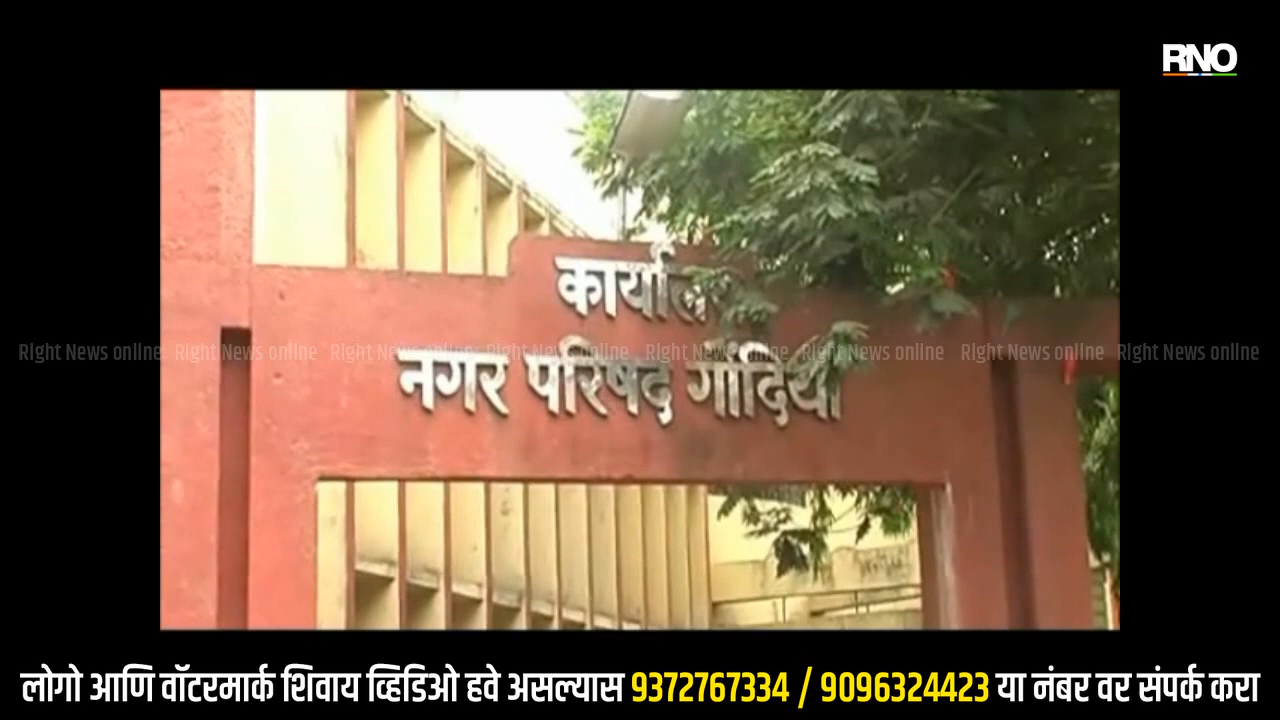 RNO
कार्यालय
नगर परिषद गोंदिया
RIght News online RIght News online RIght News online RIght News online RIght News online RIght News online RIght News online RIght News online
लोगो आणि वॉटरमार्क शिवाय व्हिडिओ हवे असल्यास 9372767334 / 9096324423 या नंबर वर संपर्क करा